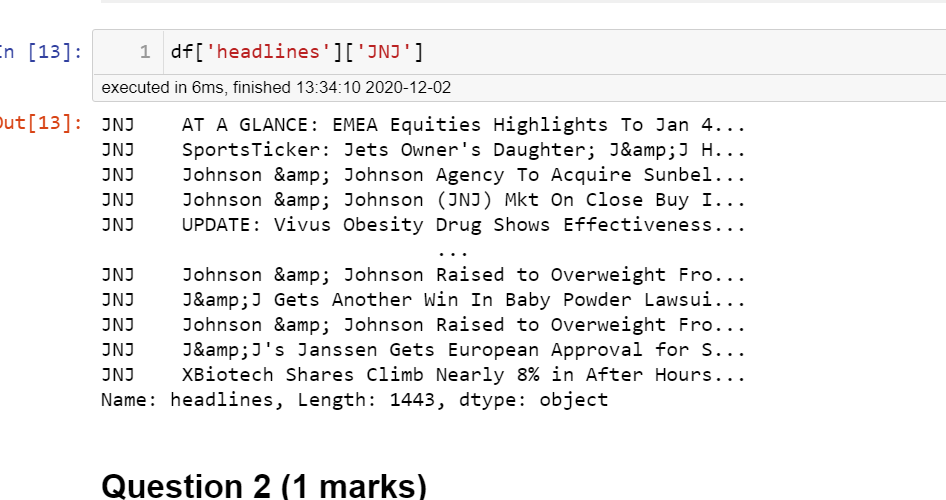 n [13]:
1 df['headlines']['JNJ']
executed in 6ms, finished 13:34:10 2020-12-02
Out[13]:
JNJ AT A GLANCE: EMEA Equities Highlights To Jan 4...
JNJ SportsTicker: Jets Owner's Daughter; J&amp;J H...
JNJ Johnson &amp; Johnson Agency To Acquire Sunbel...
JNJ Johnson &amp; Johnson (JNJ) Mkt On Close Buy I...
JNJ UPDATE: Vivus Obesity Drug Shows Effectiveness...
...
JNJ Johnson &amp; Johnson Raised to Overweight Fro...
JNJ J&amp;J Gets Another Win In Baby Powder Lawsui...
JNJ Johnson &amp; Johnson Raised to Overweight Fro...
JNJ J&amp;J's Janssen Gets European Approval for S...
JNJ XBiotech Shares Climb Nearly 8% in After Hours...
Name: headlines, Length: 1443, dtype: object
Question 2 (1 marks)